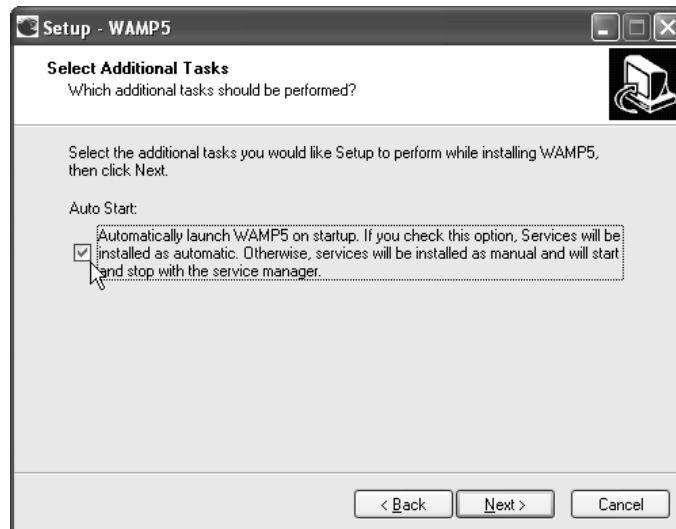 Setup - WAMP5
Select Additional Tasks
Which additional tasks should be performed?
Select the additional tasks you would like Setup to perform while installing WAMP5,
then click Next.
Auto Start:
Automatically launch WAMP5 on startup. If you check this option, Services will be
installed as automatic. Otherwise, services will be installed as manual and will start
and stop with the service manager.
< Back Next > Cancel